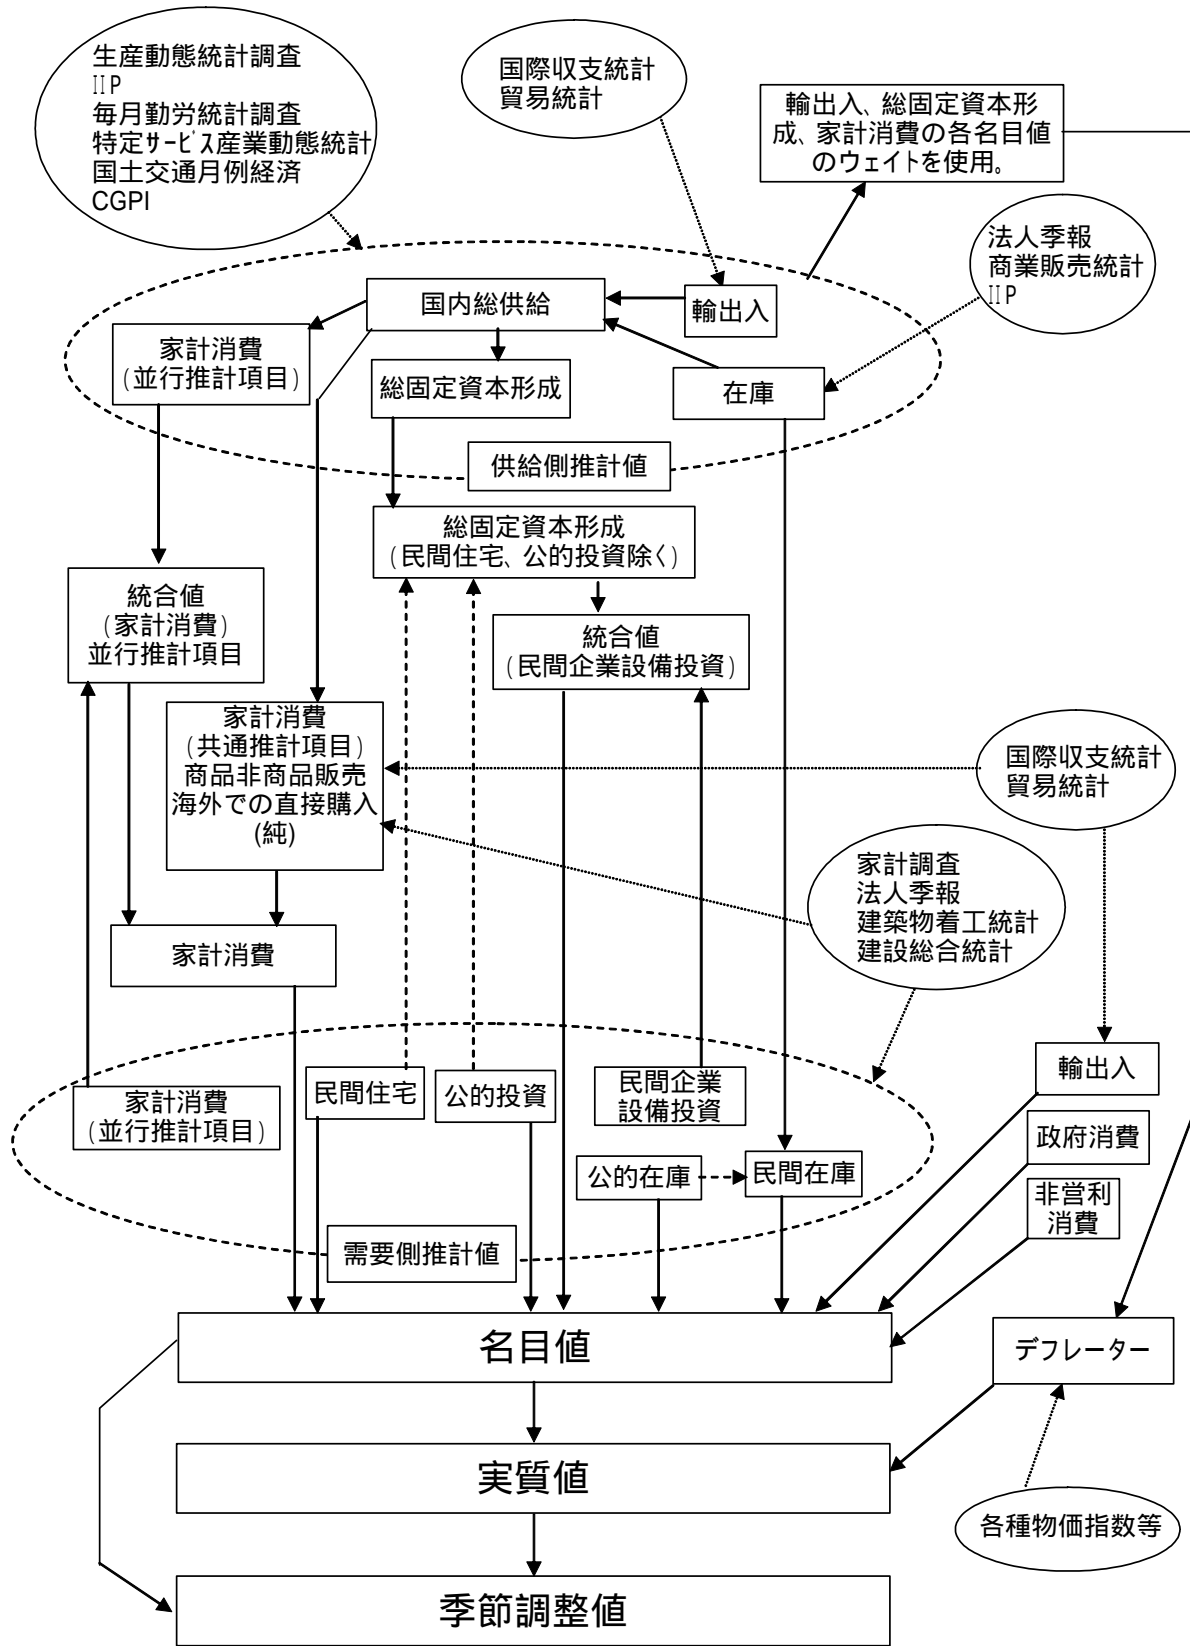 生産動態統計調査
IIP
毎月勤労統計調査
特定サービス産業動態統計
国土交通月例経済
CGPI
国際収支統計
貿易統計
輸出入、総固定資本形
成、家計消費の各名目値
のウェイトを使用。
法人季報
商業販売統計
IIP
国内総供給
輸出入
家計消費
(並行推計項目)
総固定資本形成
在庫
供給側推計値
総固定資本形成
(民間住宅、公的投資除く)
統合値
(家計消費)
並行推計項目
統合値
(民間企業設備投資)
家計消費
(共通推計項目)
商品非商品販売
海外での直接購入
(純)
国際収支統計
貿易統計
家計調査
法人季報
建築物着工統計
建設総合統計
家計消費
輸出入
家計消費
(並行推計項目)
民間住宅
公的投資
民間企業
設備投資
政府消費
公的在庫
民間在庫
非営利
消費
需要側推計値
名目値
デフレーター
実質値
各種物価指数等
季節調整値